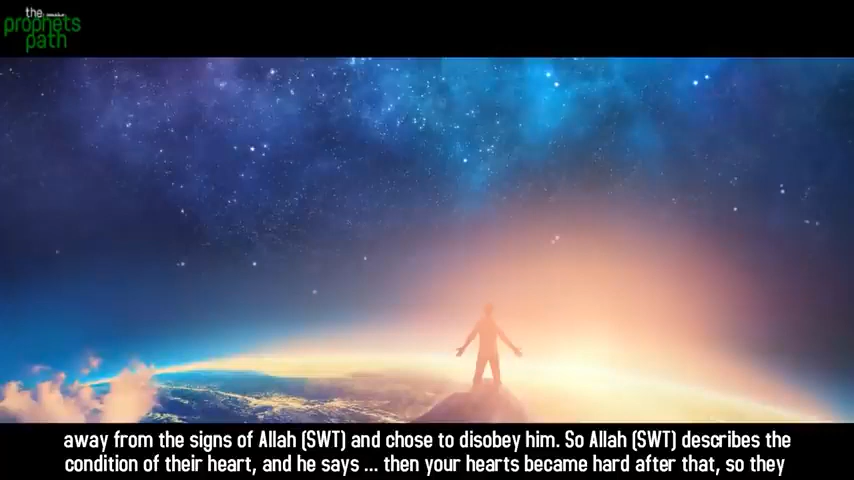 the
prophets
path
away from the signs of Allah (SWT) and chose to disobey him. So Allah (SWT) describes the
condition of their heart, and he says ... then your hearts became hard after that, so they